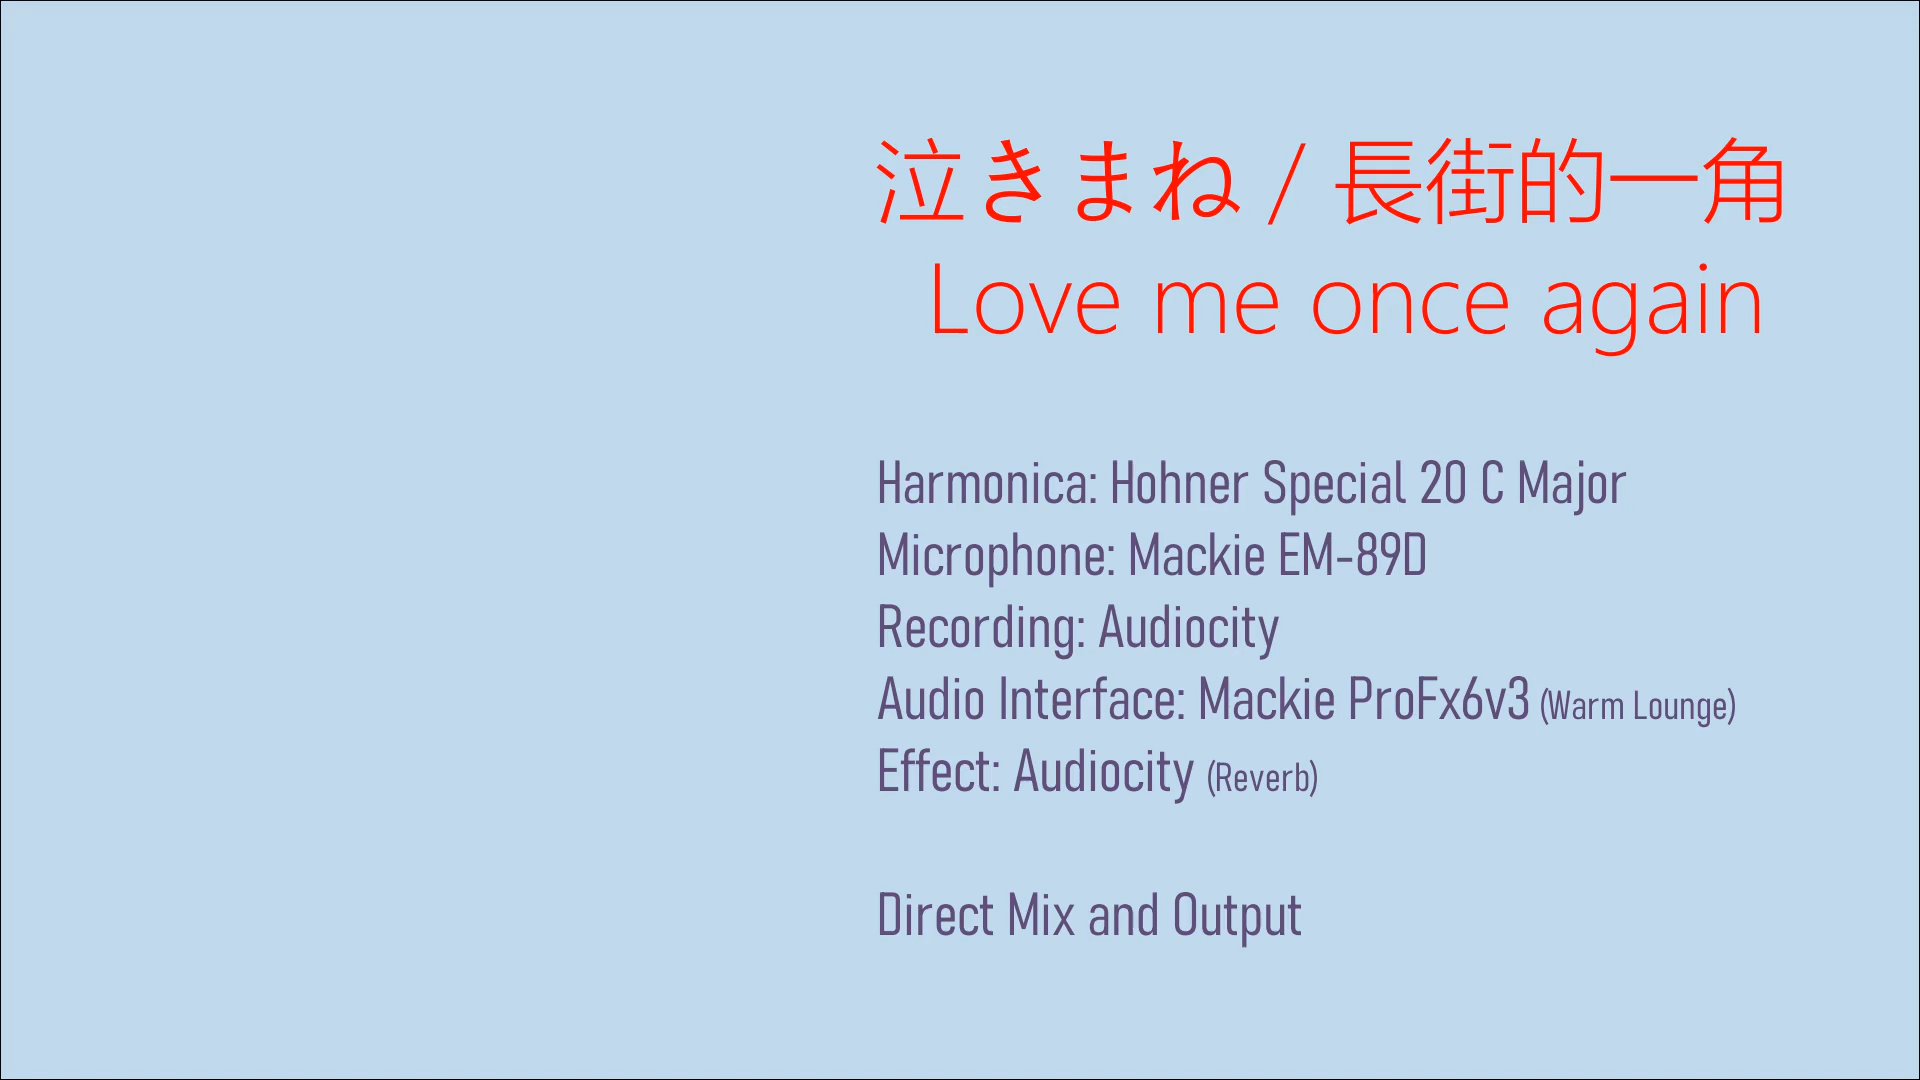 泣きまね / 長街的一角
Love me once again
Harmonica: Hohner Special 20 C Major
Microphone: Mackie EM-89D
Recording: Audiocity
Audio Interface: Mackie ProFx6v3 (Warm Lounge)
Effect: Audiocity (Reverb)
Direct Mix and Output